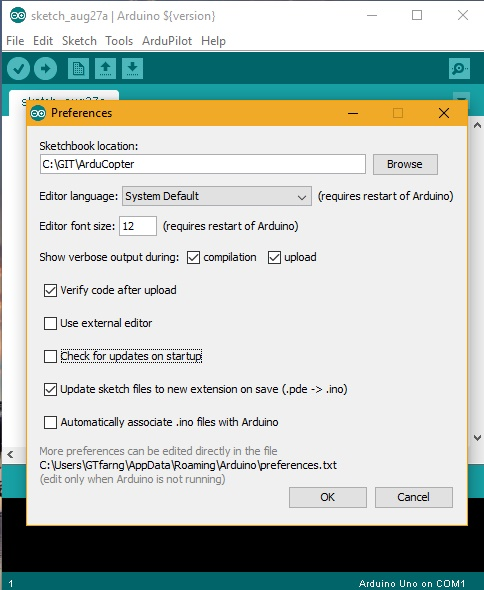 sketch_aug27a | Arduino ${version}
File Edit Sketch Tools ArduPilot Help
Preferences
Sketchbook location:
C:\GIT\ArduCopter Browse
Editor language: System Default (requires restart of Arduino)
Editor font size: 12 (requires restart of Arduino)
Show verbose output during: compilation upload
Verify code after upload
Use external editor
Check for updates on startup
Update sketch files to new extension on save (.pde -> .ino)
Automatically associate .ino files with Arduino
More preferences can be edited directly in the file
C:\Users\GTfarng\AppData\Roaming\Arduino\preferences.txt
(edit only when Arduino is not running)
OK Cancel
1 Arduino Uno on COM1